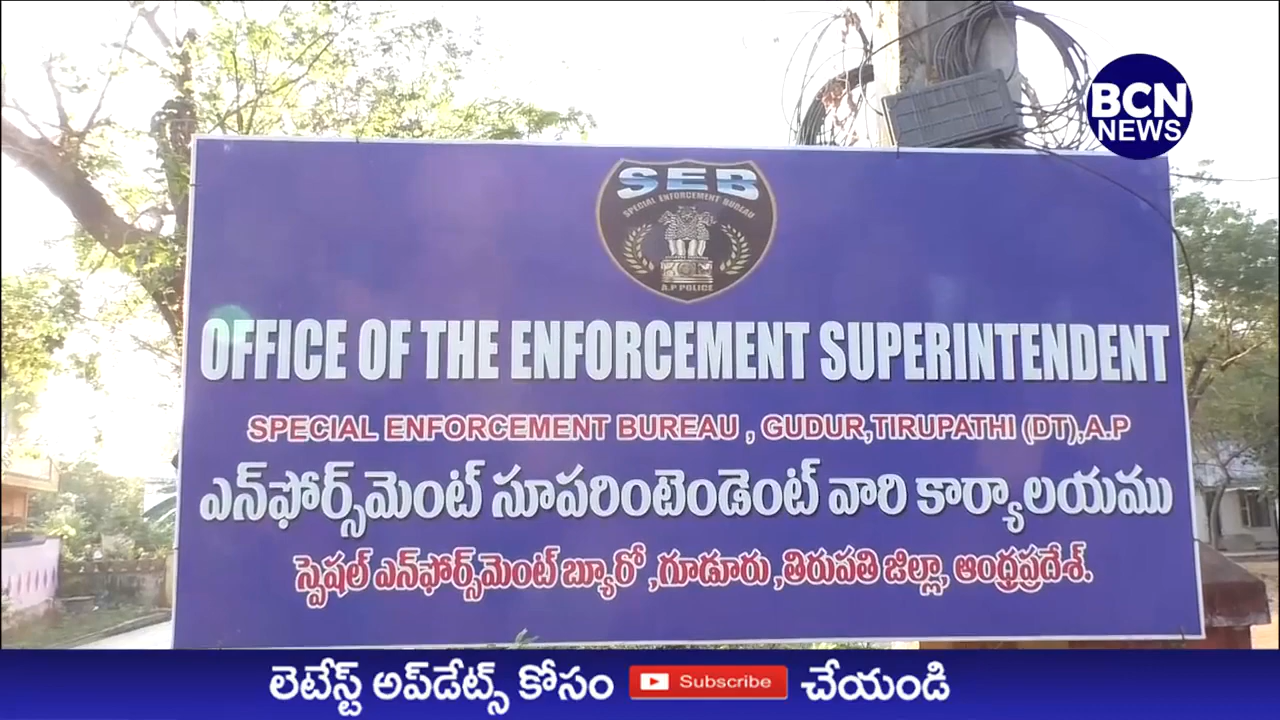 BCN
NEWS
SEB
SPECIAL ENFORCEMENT BUREAU
A.P POLICE
OFFICE OF THE ENFORCEMENT SUPERINTENDENT
SPECIAL ENFORCEMENT BUREAU , GUDUR,TIRUPATHI (DT),A.P
ఎన్‌ఫోర్స్‌మెంట్ సూపరింటెండెంట్ వారి కార్యాలయము
స్పెషల్ ఎన్‌ఫోర్స్‌మెంట్ బ్యూరో ,గూడూరు ,తిరుపతి జిల్లా, ఆంధ్రప్రదేశ్.
లెటేస్ట్ అప్‌డేట్స్ కోసం Subscribe చేయండి